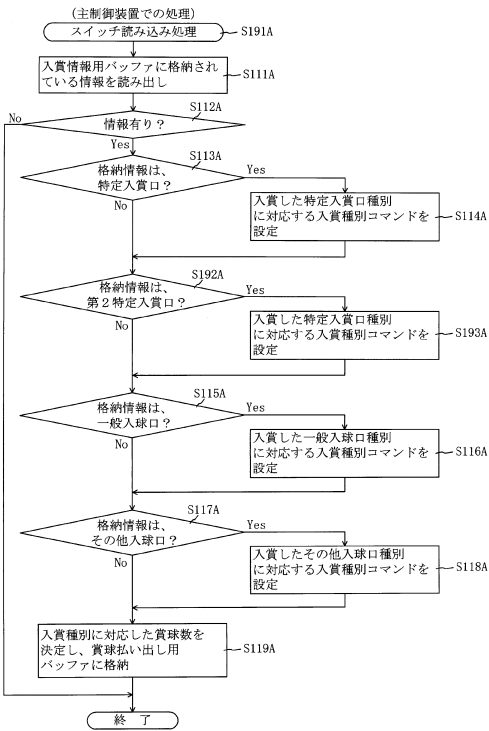 (主制御装置での処理)
スイッチ読み込み処理
S191A
入賞情報用バッファに格納され
ている情報を読み出し
S111A
S112A
No
情報有り？
Yes
S113A
格納情報は、
特定入賞口？
Yes
No
入賞した特定入賞口種別
に対応する入賞種別コマンドを
設定
S114A
S192A
格納情報は、
第２特定入賞口？
Yes
No
入賞した特定入賞口種別
に対応する入賞種別コマンドを
設定
S193A
S115A
格納情報は、
一般入球口？
Yes
No
入賞した一般入球口種別
に対応する入賞種別コマンドを
設定
S116A
S117A
格納情報は、
その他入球口？
Yes
No
入賞したその他入球口種別
に対応する入賞種別コマンドを
設定
S118A
入賞種別に対応した賞球数を
決定し、賞球払い出し用
バッファに格納
S119A
終　了